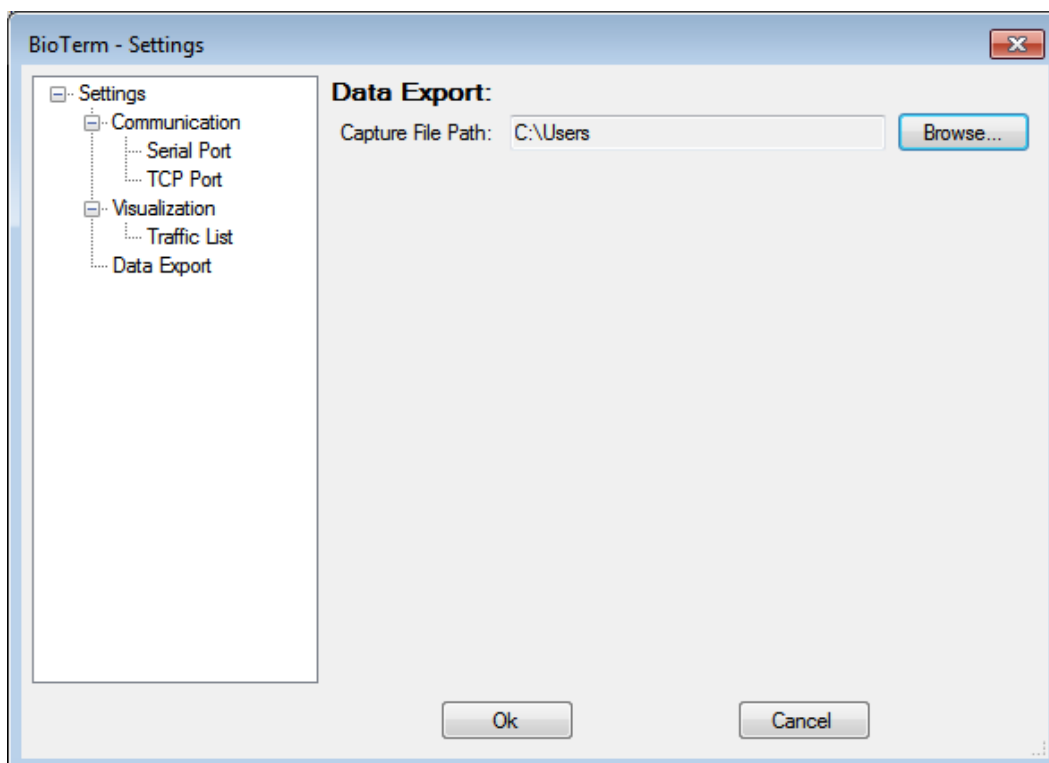 BioTerm - Settings
Settings
Communication
Serial Port
TCP Port
Visualization
Traffic List
Data Export
Data Export:
Capture File Path: C:\Users Browse...
Ok Cancel